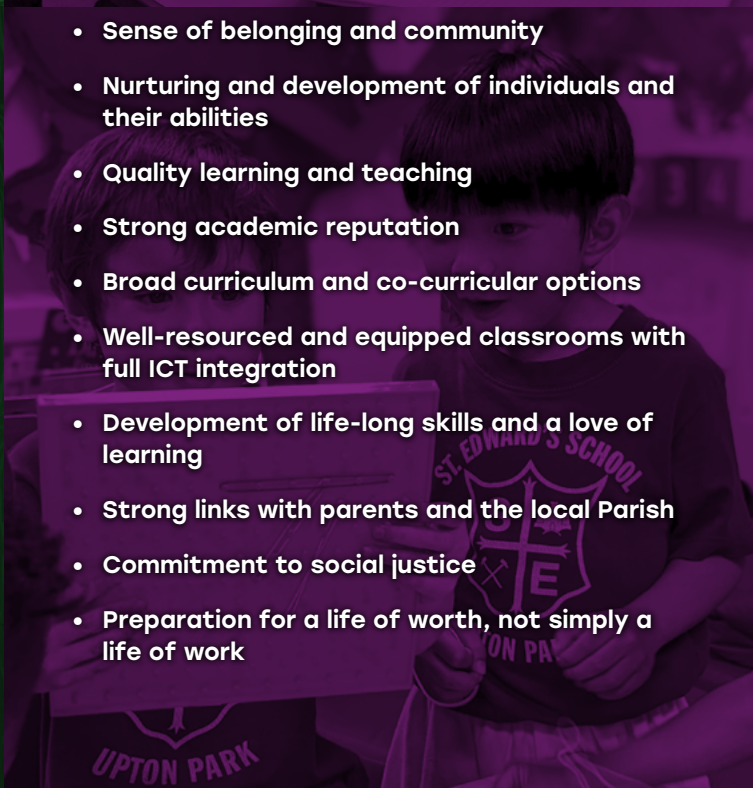 • Sense of belonging and community
• Nurturing and development of individuals and
their abilities
• Quality learning and teaching
• Strong academic reputation
• Broad curriculum and co-curricular options
• Well-resourced and equipped classrooms with
full ICT integration
• Development of life-long skills and a love of
learning
• Strong links with parents and the local Parish
• Commitment to social justice
• Preparation for a life of worth, not simply a
life of work
ST. EDWARD'S SCHOOL
S
E
UPTON PARK